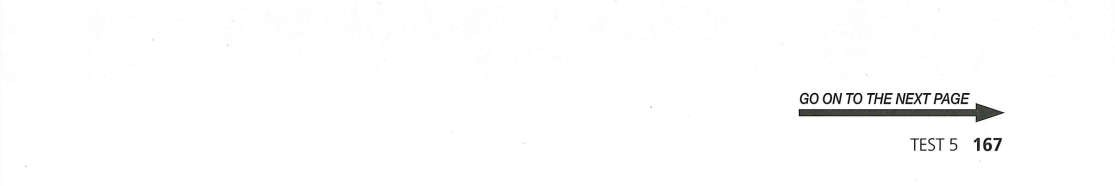 GO ON TO THE NEXT PAGE
TEST 5 167